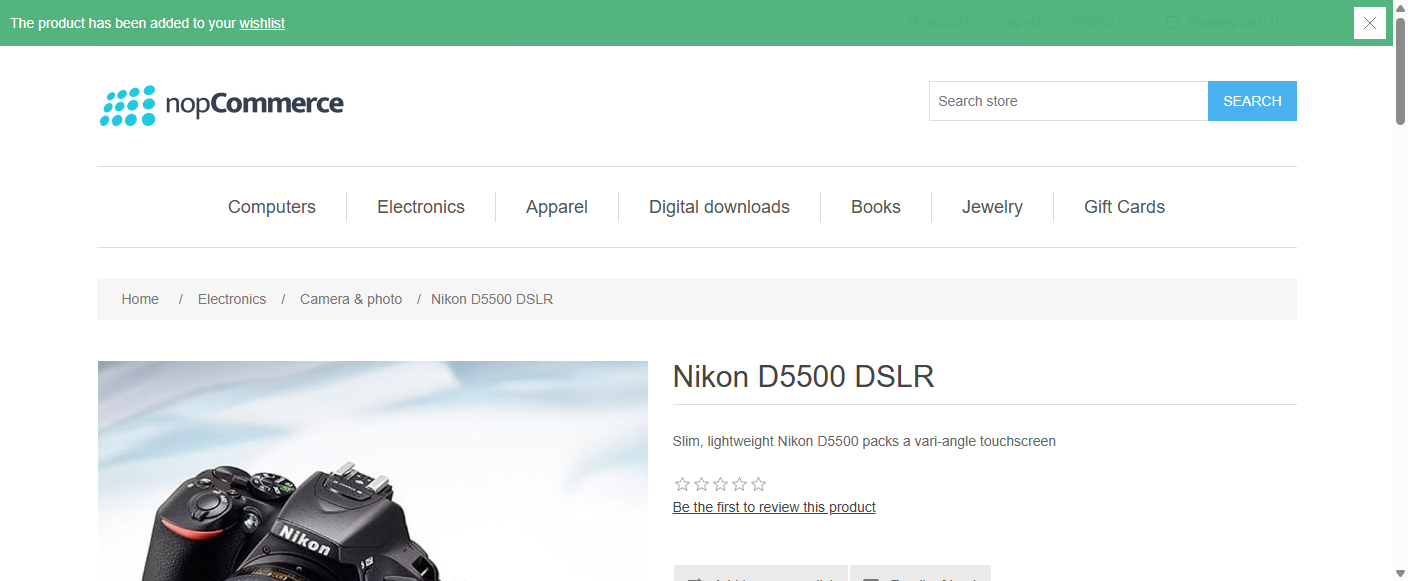 The product has been added to your wishlist
My account Log out Wishlist (1) Shopping cart (1)
nopCommerce
Search store
SEARCH
Computers
Electronics
Apparel
Digital downloads
Books
Jewelry
Gift Cards
Home / Electronics / Camera & photo / Nikon D5500 DSLR
Nikon D5500 DSLR
Slim, lightweight Nikon D5500 packs a vari-angle touchscreen
Be the first to review this product
Nikon